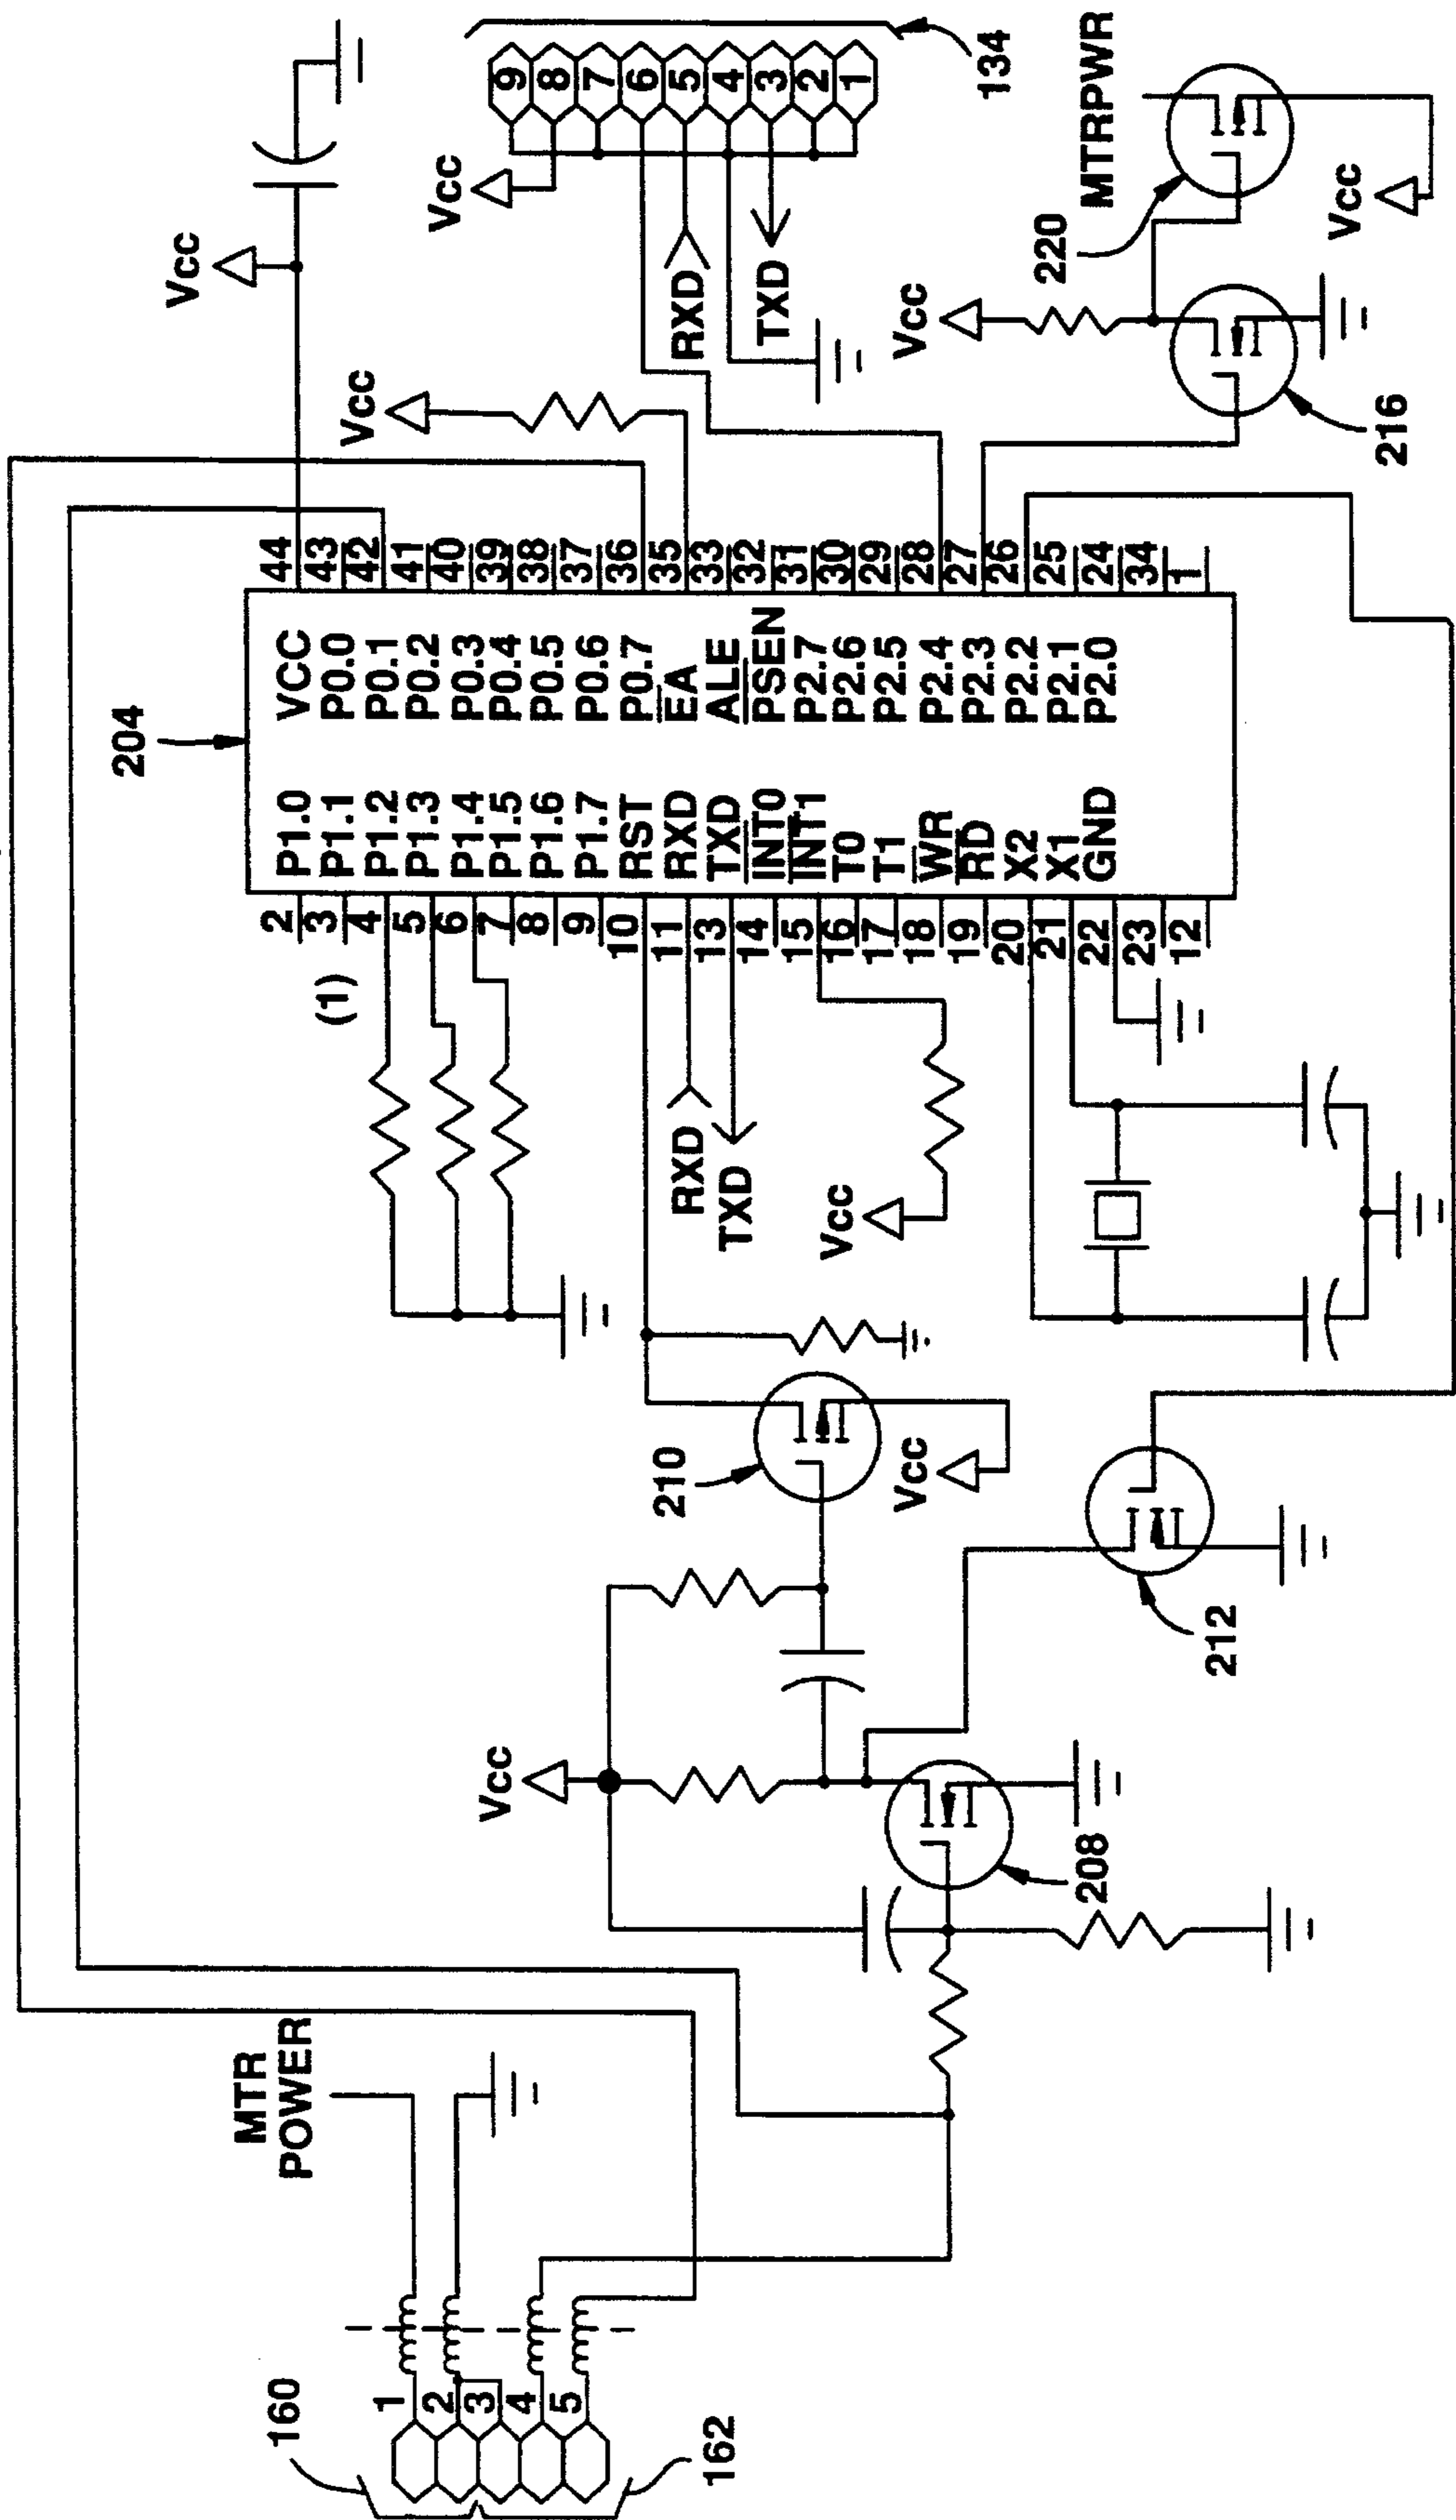 160
162
1
2
3
4
5
MTR
POWER
Vcc
208
210
Vcc
212
RXD
TXD
Vcc
(1)
204
2
3
4
5
6
7
8
9
10
11
13
14
15
16
17
18
19
20
21
22
23
12
P1.0
P1.1
P1.2
P1.3
P1.4
P1.5
P1.6
P1.7
RST
RXD
TXD
INT0
INT1
T0
T1
WR
RD
X2
X1
GND
VCC
P0.0
P0.1
P0.2
P0.3
P0.4
P0.5
P0.6
P0.7
EA
ALE
PSEN
P2.7
P2.6
P2.5
P2.4
P2.3
P2.2
P2.1
P2.0
44
43
42
41
40
39
38
37
36
35
33
32
31
30
29
28
27
26
25
24
34
1
Vcc
Vcc
Vcc
RXD
TXD
9
8
7
6
5
4
3
2
1
134
Vcc
216
220
MTRPWR
Vcc